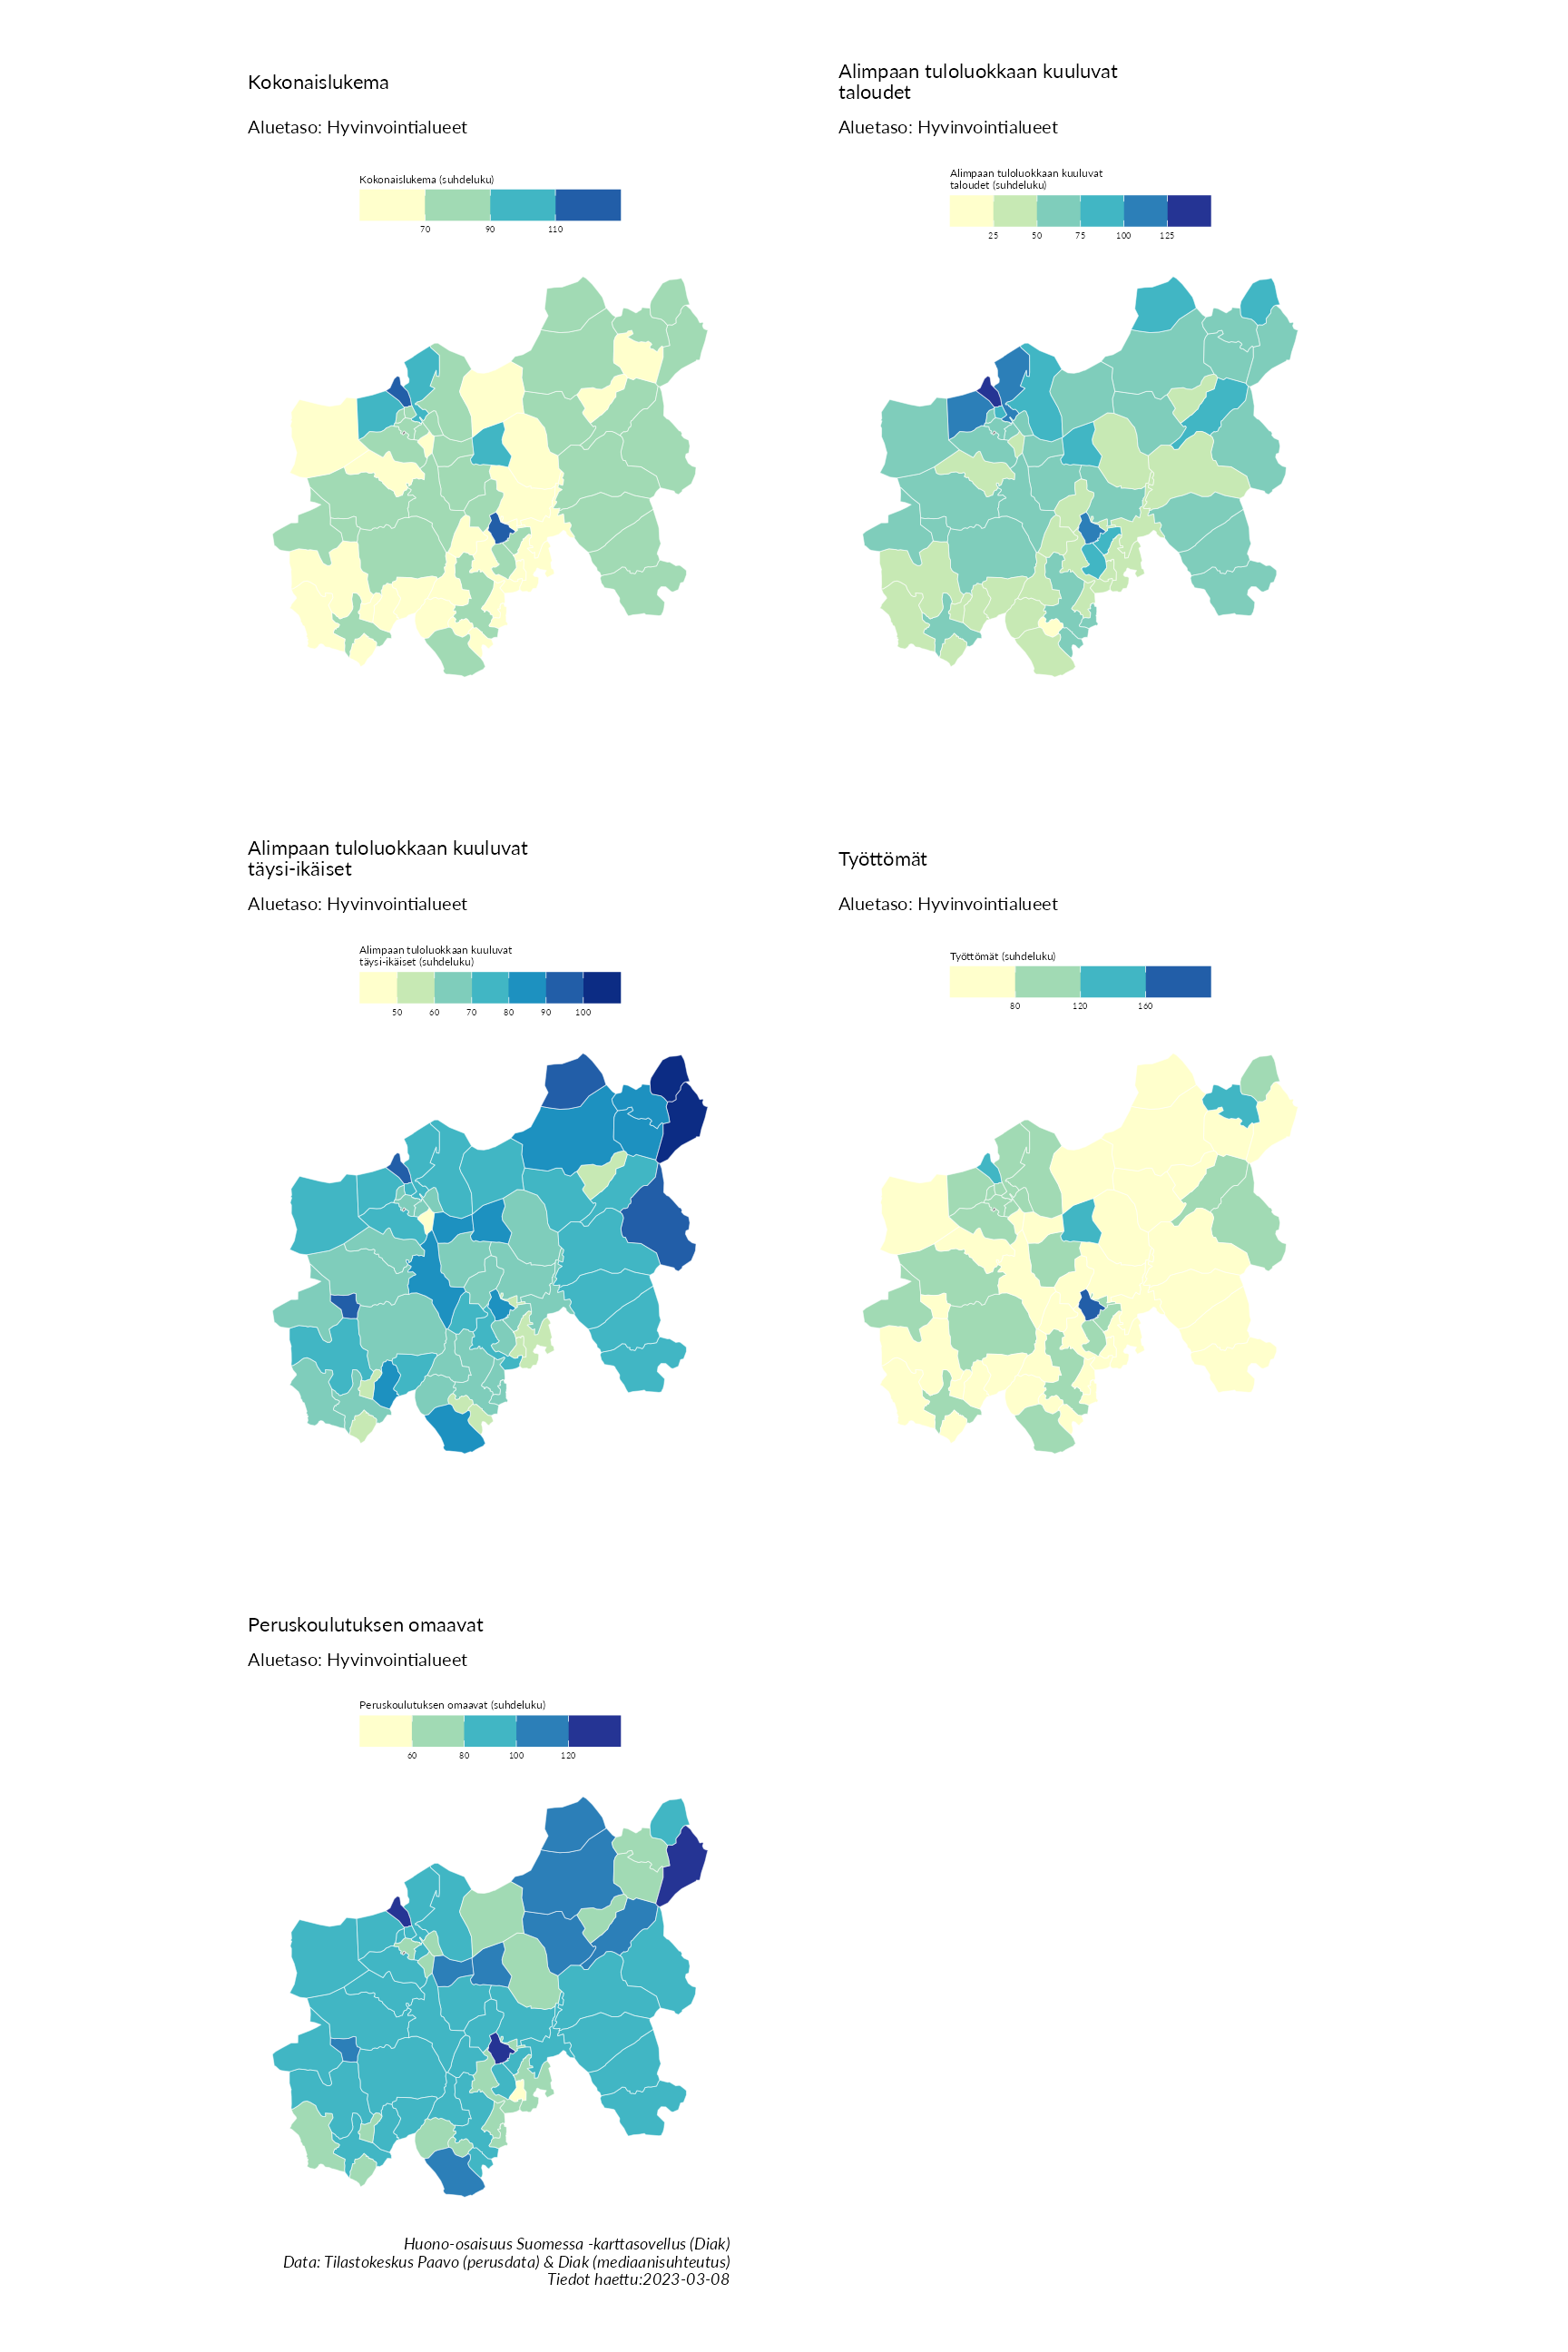 Kokonaislukema
Aluetaso: Hyvinvointialueet
Kokonaislukema (suhdeluku)
70 90 110
Alimpaan tuloluokkaan kuuluvat
taloudet
Aluetaso: Hyvinvointialueet
Alimpaan tuloluokkaan kuuluvat
taloudet (suhdeluku)
25 50 75 100 125
Alimpaan tuloluokkaan kuuluvat
täysi-ikäiset
Aluetaso: Hyvinvointialueet
Alimpaan tuloluokkaan kuuluvat
täysi-ikäiset (suhdeluku)
50 60 70 80 90 100
Työttömät
Aluetaso: Hyvinvointialueet
Työttömät (suhdeluku)
80 120 160
Peruskoulutuksen omaavat
Aluetaso: Hyvinvointialueet
Peruskoulutuksen omaavat (suhdeluku)
60 80 100 120
Huono-osaisuus Suomessa -karttasovellus (Diak)
Data: Tilastokeskus Paavo (perusdata) & Diak (mediaanisuhteutus)
Tiedot haettu:2023-03-08